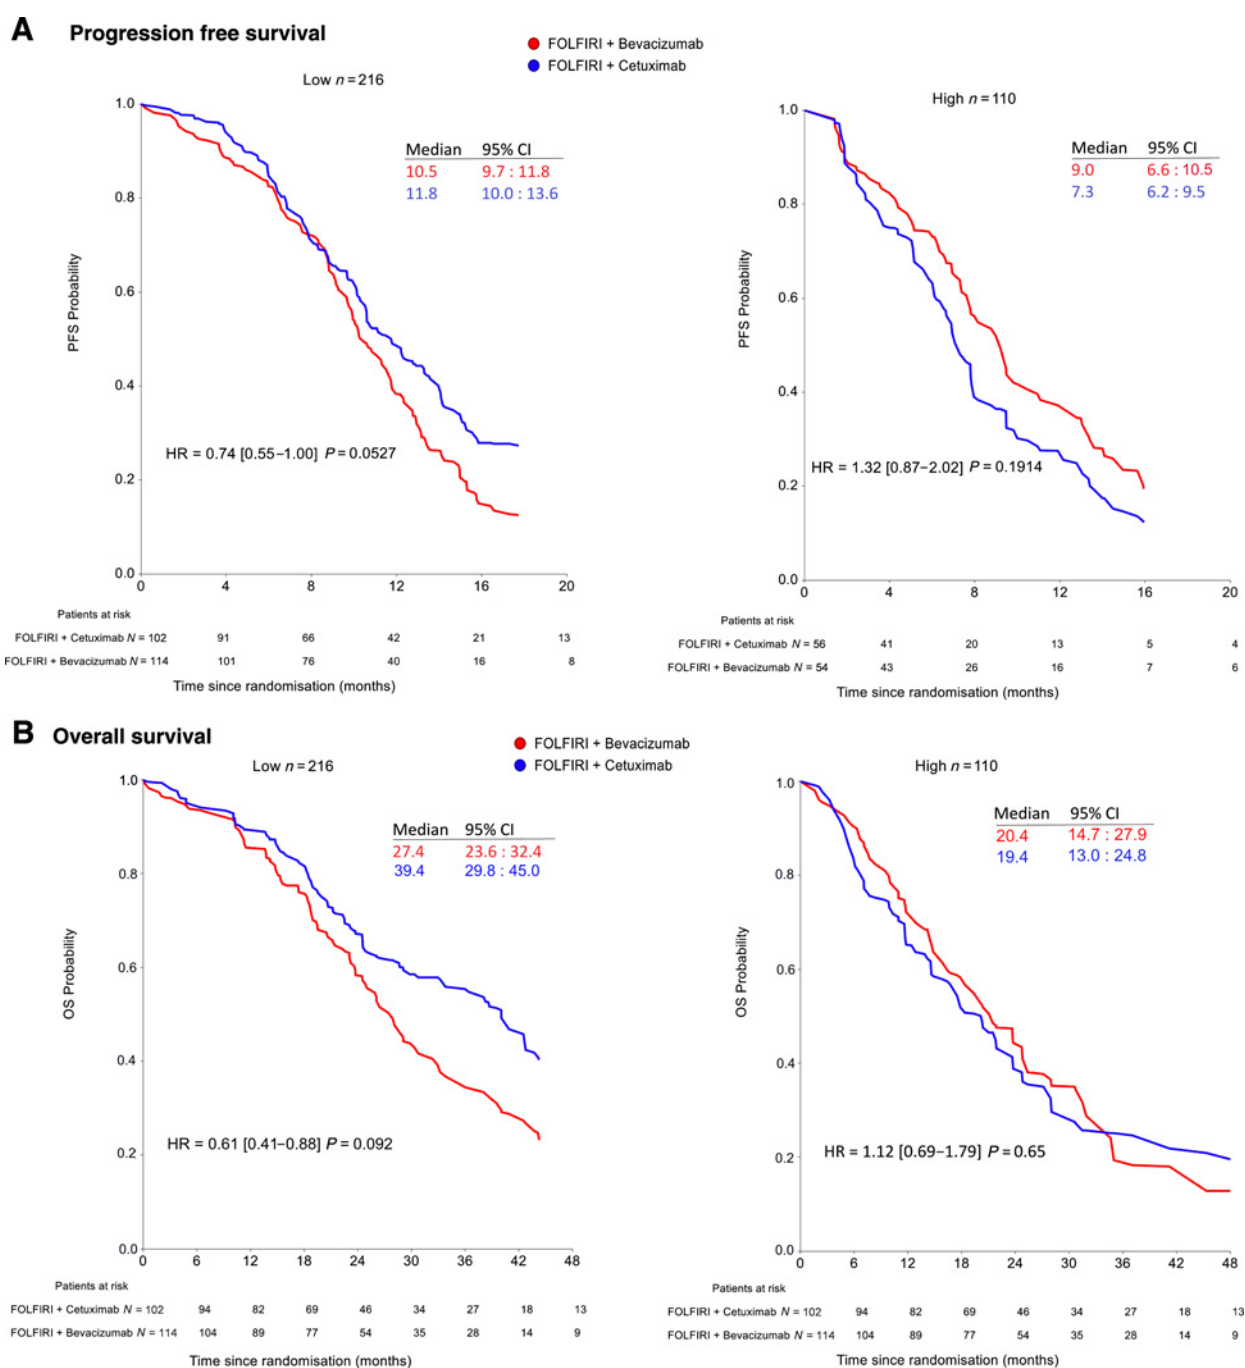 A Progression free survival
FOLFIRI + Bevacizumab
FOLFIRI + Cetuximab
Low n = 216
1.0
0.8
0.6
0.4
0.2
0.0
PFS Probability
Median 95% CI
10.5 9.7 : 11.8
11.8 10.0 : 13.6
HR = 0.74 [0.55–1.00] P = 0.0527
0 4 8 12 16 20
Patients at risk
FOLFIRI + Cetuximab N = 102 91 66 42 21 13
FOLFIRI + Bevacizumab N = 114 101 76 40 16 8
Time since randomisation (months)
High n = 110
1.0
0.8
0.6
0.4
0.2
0.0
PFS Probability
Median 95% CI
9.0 6.6 : 10.5
7.3 6.2 : 9.5
HR = 1.32 [0.87–2.02] P = 0.1914
0 4 8 12 16 20
Patients at risk
FOLFIRI + Cetuximab N = 56 41 20 13 5 4
FOLFIRI + Bevacizumab N = 54 43 26 16 7 6
Time since randomisation (months)
B Overall survival
FOLFIRI + Bevacizumab
FOLFIRI + Cetuximab
Low n = 216
1.0
0.8
0.6
0.4
0.2
0.0
OS Probability
Median 95% CI
27.4 23.6 : 32.4
39.4 29.8 : 45.0
HR = 0.61 [0.41–0.88] P = 0.092
0 6 12 18 24 30 36 42 48
Patients at risk
FOLFIRI + Cetuximab N = 102 94 82 69 46 34 27 18 13
FOLFIRI + Bevacizumab N = 114 104 89 77 54 35 28 14 9
Time since randomisation (months)
High n = 110
1.0
0.8
0.6
0.4
0.2
0.0
OS Probability
Median 95% CI
20.4 14.7 : 27.9
19.4 13.0 : 24.8
HR = 1.12 [0.69–1.79] P = 0.65
0 6 12 18 24 30 36 42 48
Patients at risk
FOLFIRI + Cetuximab N = 102 94 82 69 46 34 27 18 13
FOLFIRI + Bevacizumab N = 114 104 89 77 54 35 28 14 9
Time since randomisation (months)